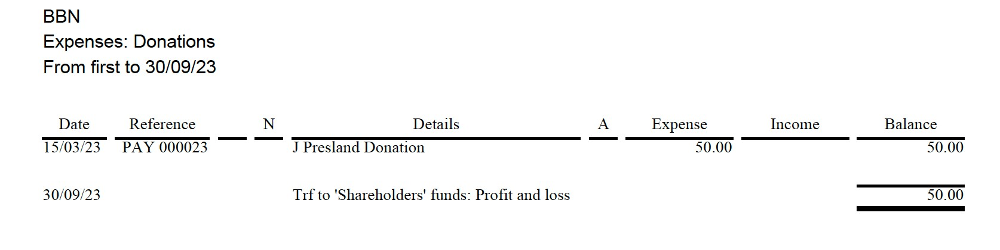 BBN
Expenses: Donations
From first to 30/09/23
Date Reference N Details A Expense Income Balance
15/03/23 PAY 000023 J Presland Donation 50.00 50.00
30/09/23 Trf to 'Shareholders' funds: Profit and loss 50.00